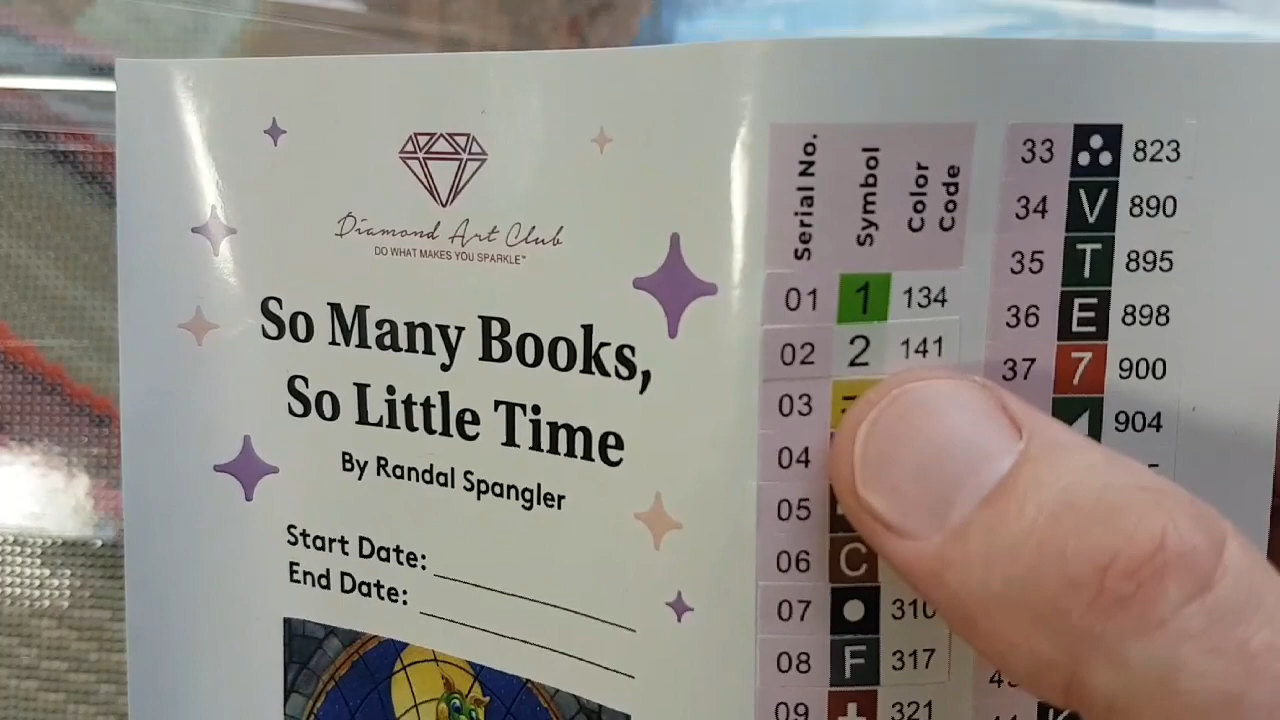 Diamond Art Club
DO WHAT MAKES YOU SPARKLE™
So Many Books,
So Little Time
By Randal Spangler
Start Date:
End Date:
Serial No. Symbol Color Code
01 1 134
02 2 141
03
04
05
06 C
07 310
08 F 317
09 321
33 823
34 V 890
35 T 895
36 E 898
37 7 900
904